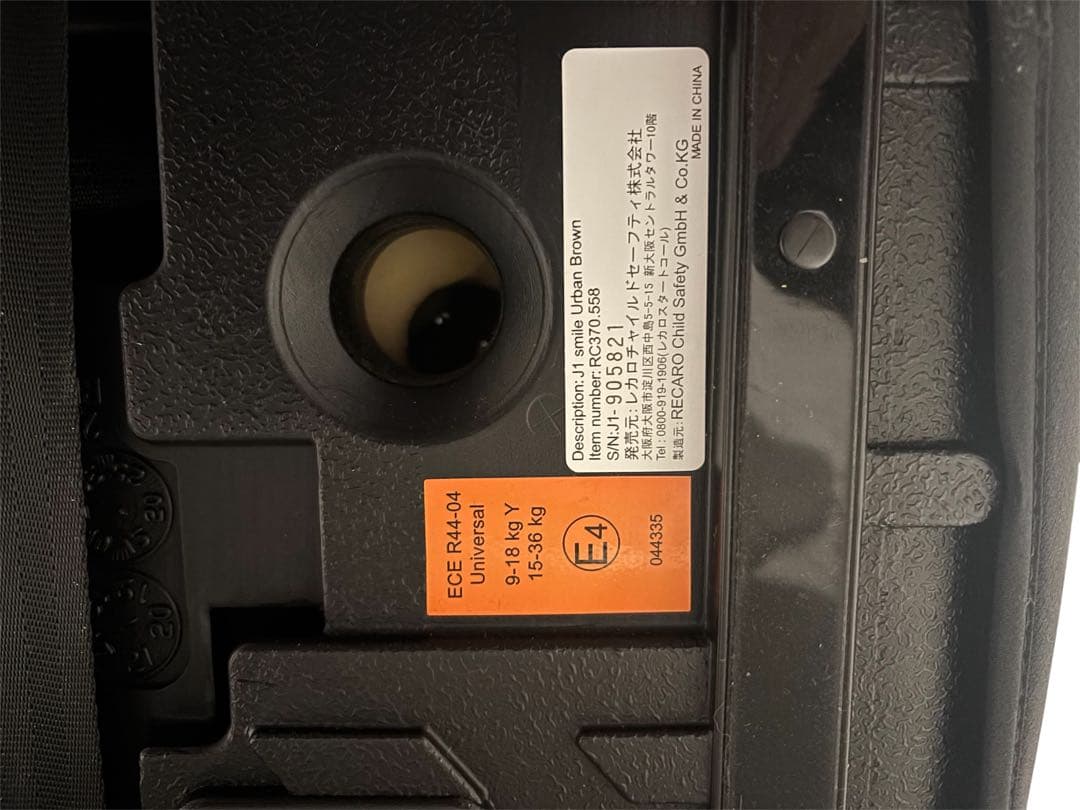 Description: J1 smile Urban Brown
Item number: RC370.558
S/N:J1-905821
発売元: レカロチャイルドセーフティ株式会社
大阪府大阪市淀川区西中島5-5-15 新大阪セントラルタワー10階
Tel : 0800-919-1906(レカロスタートコール)
製造元: RECARO Child Safety GmbH & Co.KG
MADE IN CHINA
ECE R44-04
Universal
9-18 kg Y
15-36 kg
E4
044335
20